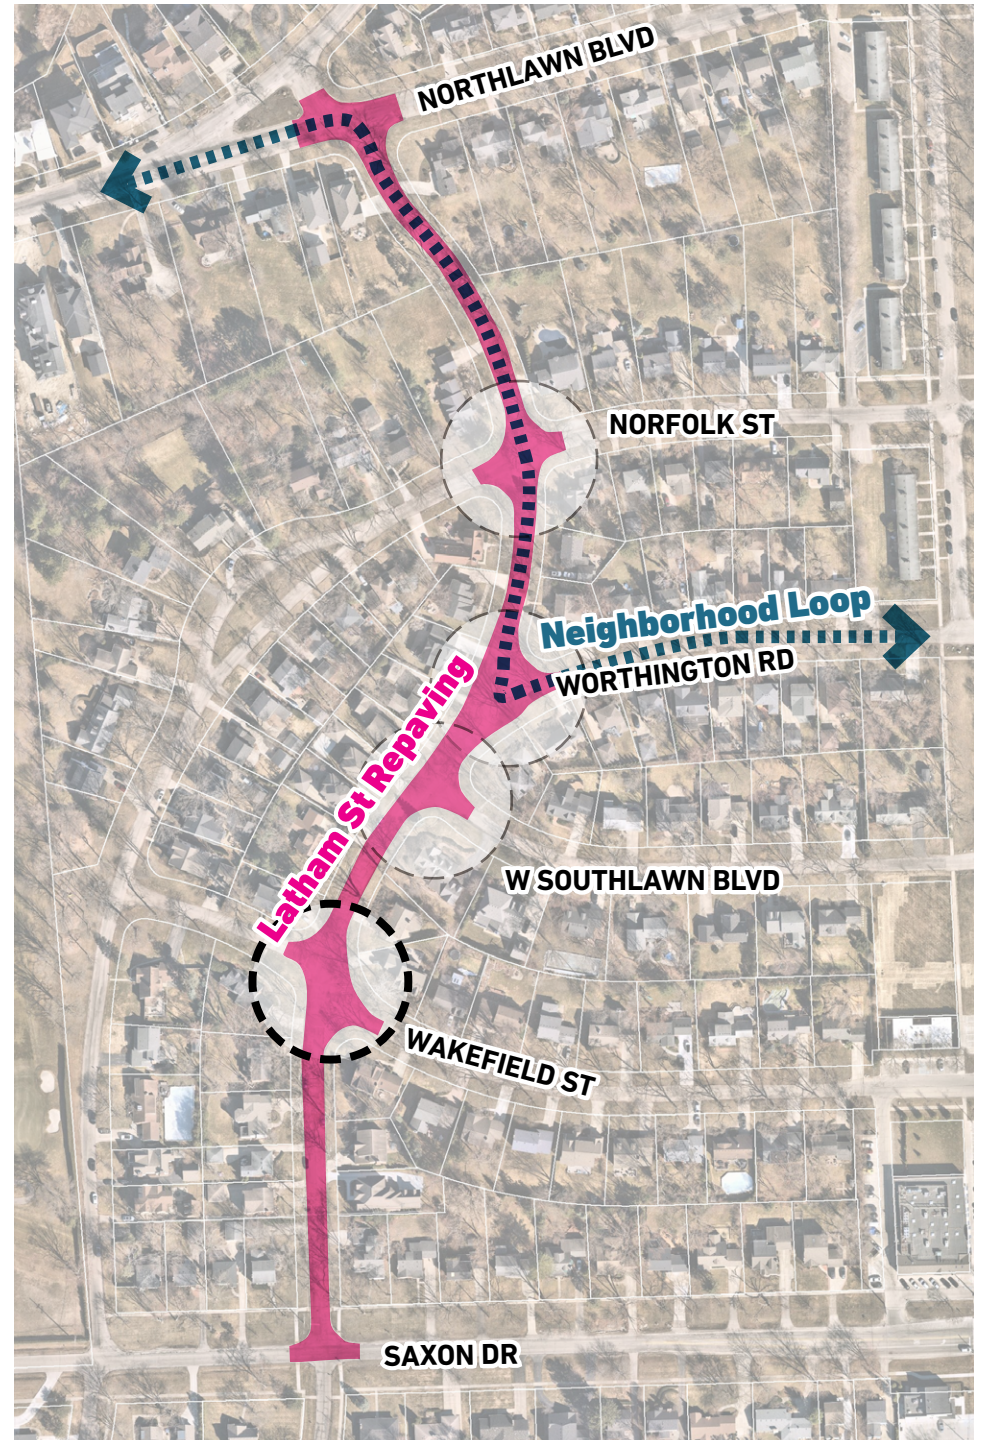 NORTHLAWN BLVD
NORFOLK ST
Neighborhood Loop
WORTHINGTON RD
Latham St Repaving
W SOUTHLAWN BLVD
WAKEFIELD ST
SAXON DR